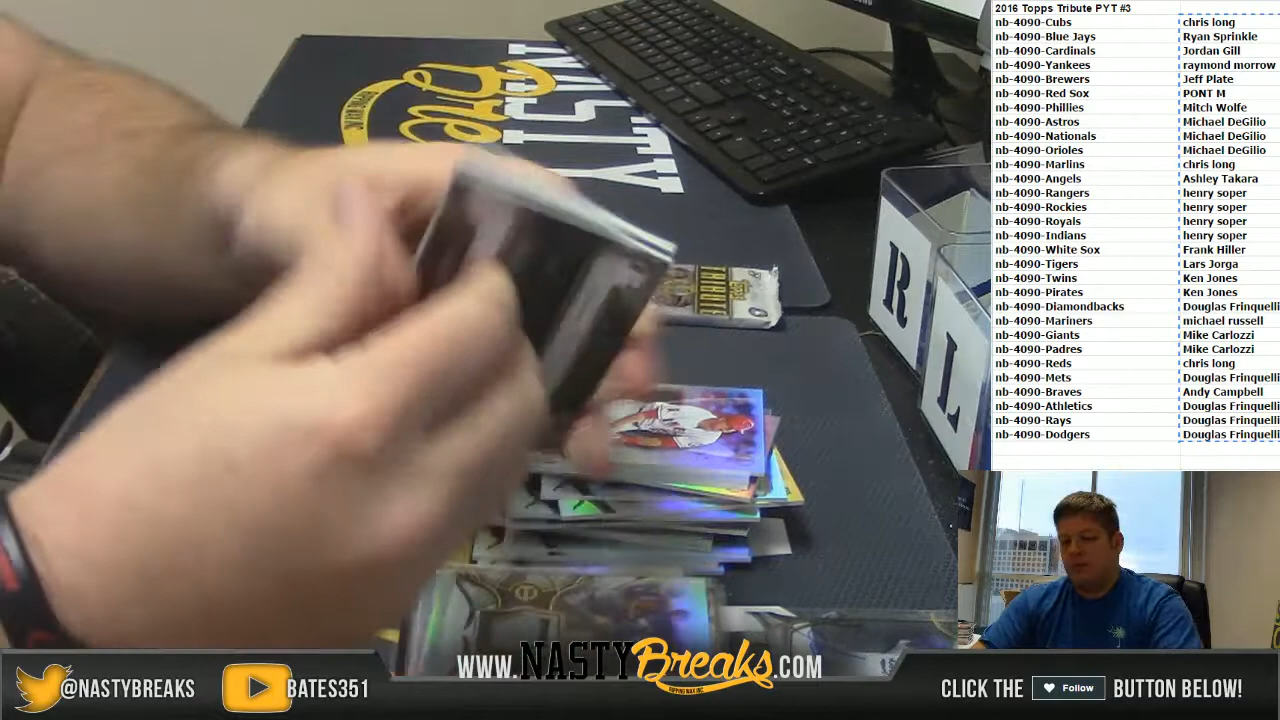 2016 Topps Tribute PYT #3
nb-4090-Cubs chris long
nb-4090-Blue Jays Ryan Sprinkle
nb-4090-Cardinals Jordan Gill
nb-4090-Yankees raymond morrow
nb-4090-Brewers Jeff Plate
nb-4090-Red Sox PONT M
nb-4090-Phillies Mitch Wolfe
nb-4090-Astros Michael DeGilio
nb-4090-Nationals Michael DeGilio
nb-4090-Orioles Michael DeGilio
nb-4090-Marlins chris long
nb-4090-Angels Ashley Takara
nb-4090-Rangers henry soper
nb-4090-Rockies henry soper
nb-4090-Royals henry soper
nb-4090-Indians henry soper
nb-4090-White Sox Frank Hiller
nb-4090-Tigers Lars Jorga
nb-4090-Twins Ken Jones
nb-4090-Pirates Ken Jones
nb-4090-Diamondbacks Douglas Frinquelli
nb-4090-Mariners michael russell
nb-4090-Giants Mike Carlozzi
nb-4090-Padres Mike Carlozzi
nb-4090-Reds chris long
nb-4090-Mets Douglas Frinquelli
nb-4090-Braves Andy Campbell
nb-4090-Athletics Douglas Frinquelli
nb-4090-Rays Douglas Frinquelli
nb-4090-Dodgers Douglas Frinquelli
NASTY
TRIBUTE
R
L
@NASTYBREAKS
BATES351
WWW.NASTYBreaks.COM
RIPPING WAX INC
CLICK THE Follow BUTTON BELOW!